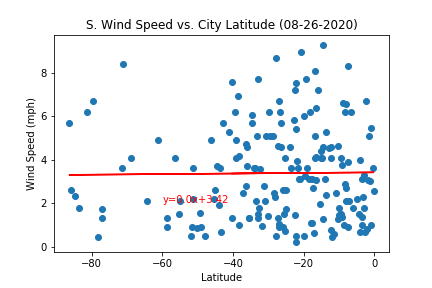 S. Wind Speed vs. City Latitude (08-26-2020)
Wind Speed (mph)
8
6
4
2
0
y=0.0x+3.42
−80
−60
−40
−20
0
Latitude